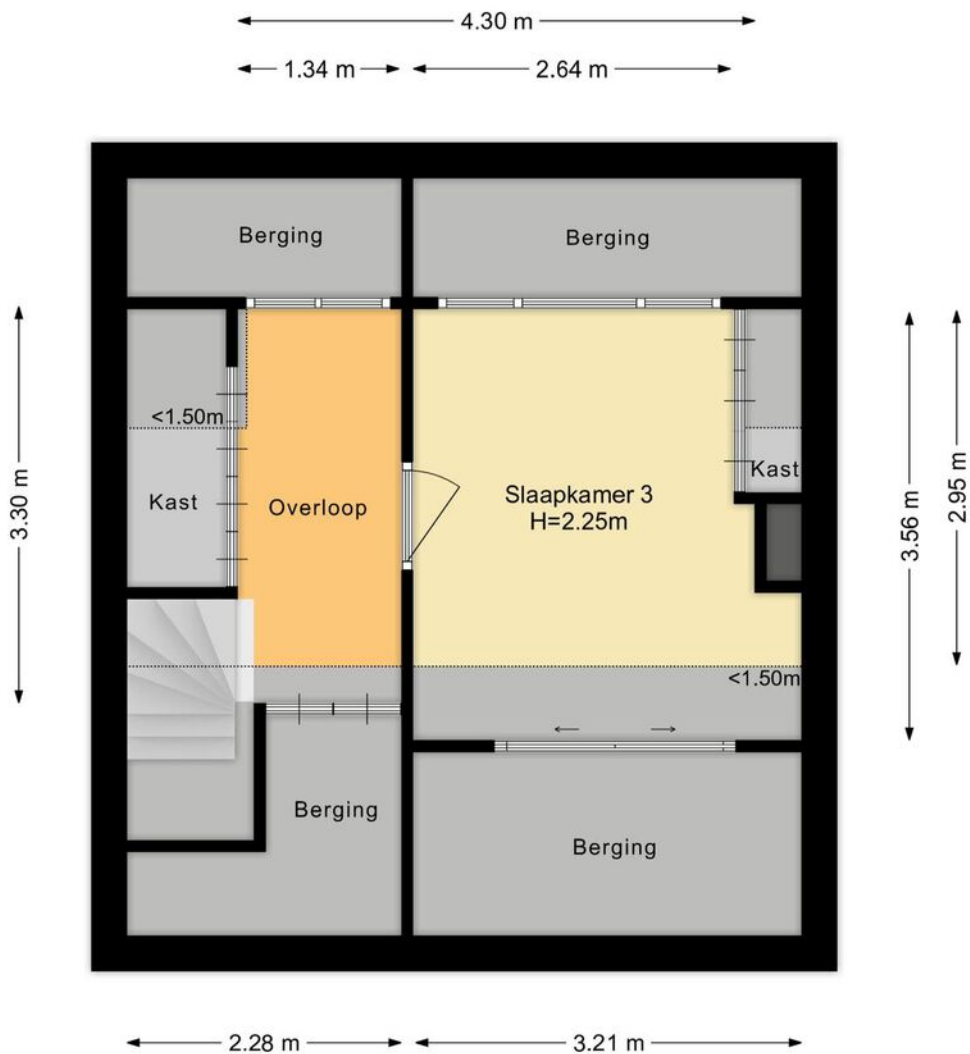 4.30 m
1.34 m
2.64 m
Berging
Berging
<1.50m
Kast
Overloop
Slaapkamer 3
H=2.25m
Kast
3.30 m
3.56 m
2.95 m
<1.50m
Berging
Berging
2.28 m
3.21 m